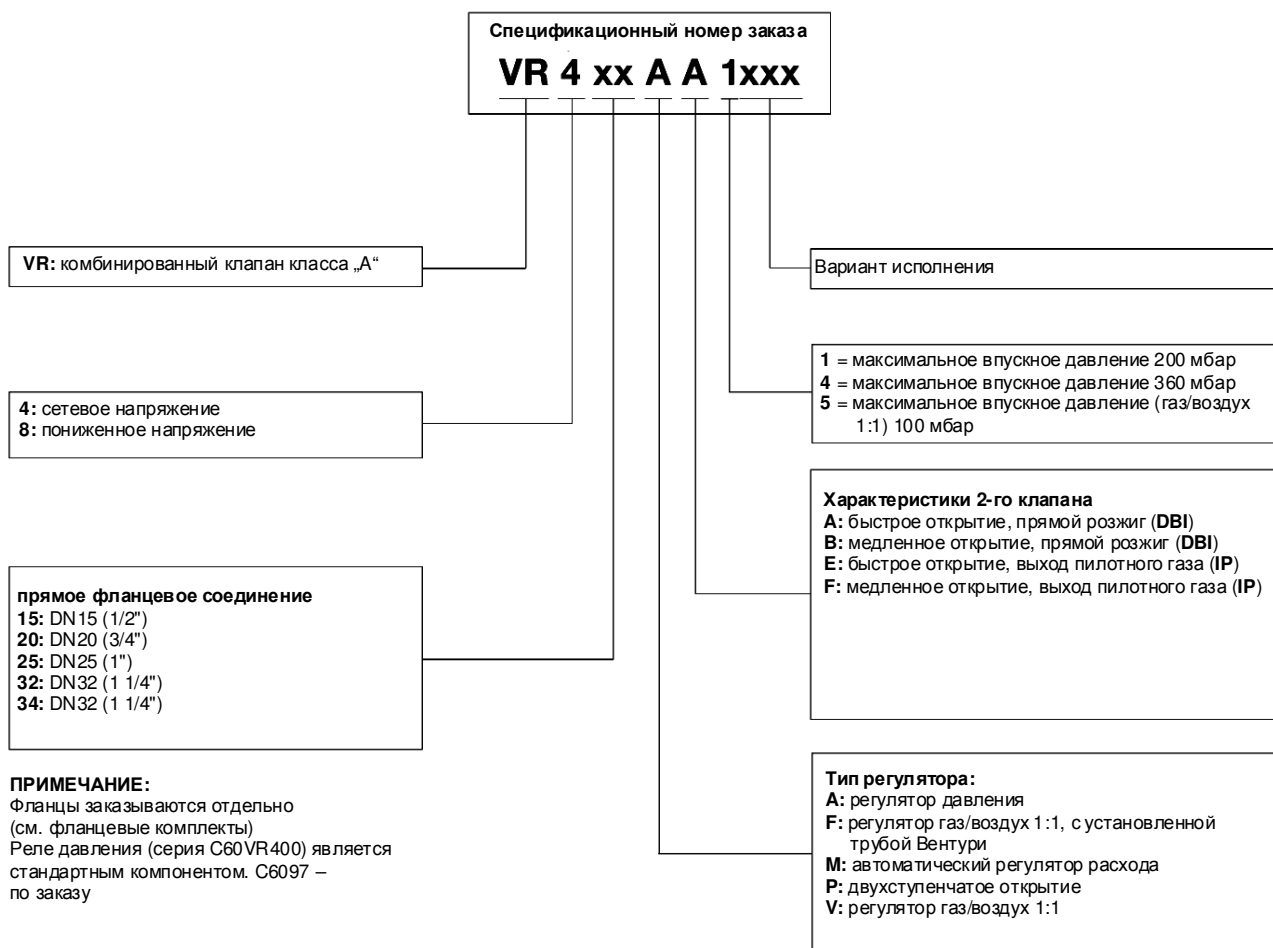 Спецификационный номер заказа
VR 4 xx A A 1xxx
VR: комбинированный клапан класса „А“
4: сетевое напряжение
8: пониженное напряжение
прямое фланцевое соединение
15: DN15 (1/2")
20: DN20 (3/4")
25: DN25 (1")
32: DN32 (1 1/4")
34: DN32 (1 1/4")
ПРИМЕЧАНИЕ:
Фланцы заказываются отдельно
(см. фланцевые комплекты)
Реле давления (серия C60VR400) является
стандартным компонентом. C6097 –
по заказу
Вариант исполнения
1 = максимальное впускное давление 200 мбар
4 = максимальное впускное давление 360 мбар
5 = максимальное впускное давление (газ/воздух
1:1) 100 мбар
Характеристики 2-го клапана
A: быстрое открытие, прямой розжиг (DBI)
B: медленное открытие, прямой розжиг (DBI)
E: быстрое открытие, выход пилотного газа (IP)
F: медленное открытие, выход пилотного газа (IP)
Тип регулятора:
A: регулятор давления
F: регулятор газ/воздух 1:1, с установленной
трубой Вентури
M: автоматический регулятор расхода
P: двухступенчатое открытие
V: регулятор газ/воздух 1:1